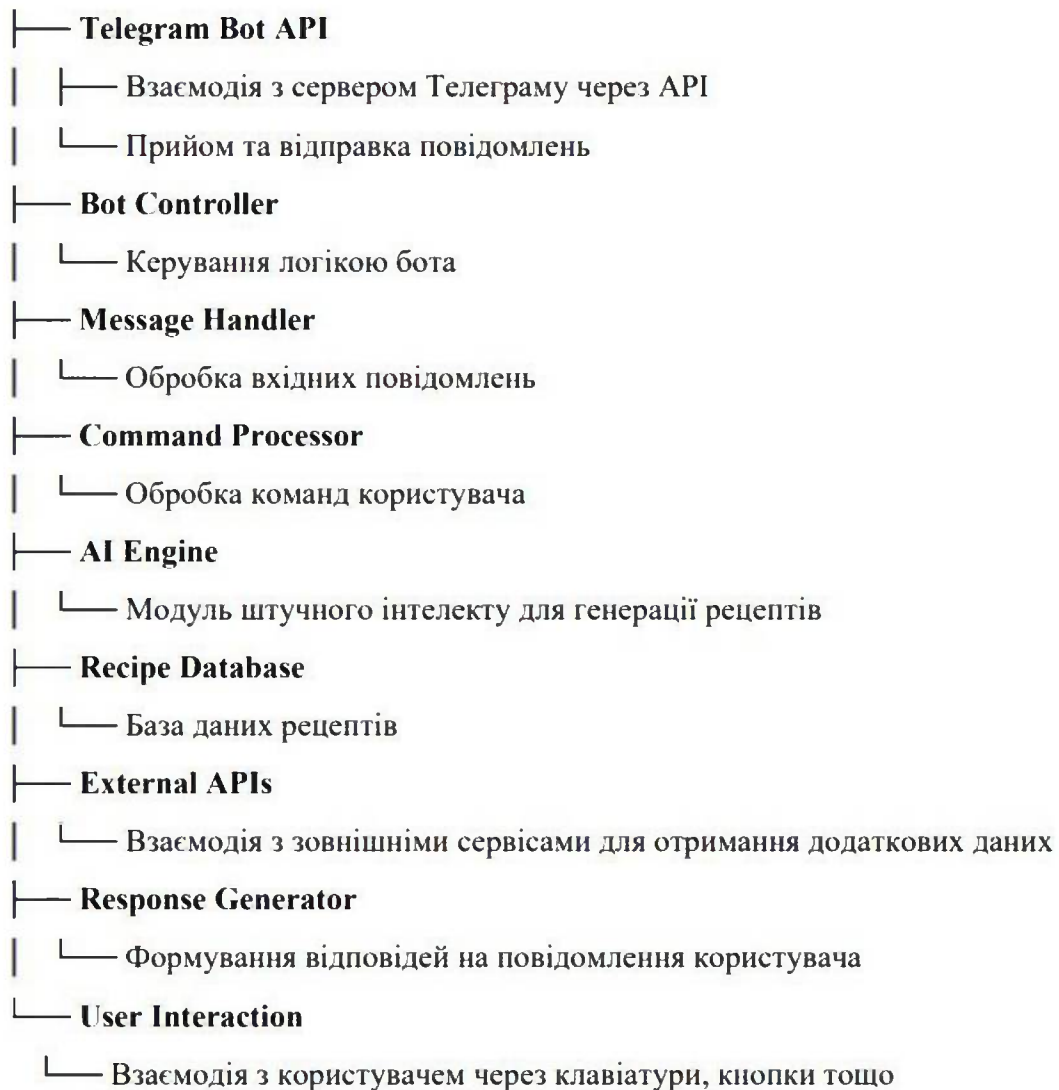 ├── Telegram Bot API
│ ├── Взаємодія з сервером Телеграму через API
│ └── Прийом та відправка повідомлень
├── Bot Controller
│ └── Керування логікою бота
├── Message Handler
│ └── Обробка вхідних повідомлень
├── Command Processor
│ └── Обробка команд користувача
├── AI Engine
│ └── Модуль штучного інтелекту для генерації рецептів
├── Recipe Database
│ └── База даних рецептів
├── External APIs
│ └── Взаємодія з зовнішніми сервісами для отримання додаткових даних
├── Response Generator
│ └── Формування відповідей на повідомлення користувача
└── User Interaction
└── Взаємодія з користувачем через клавіатури, кнопки тощо